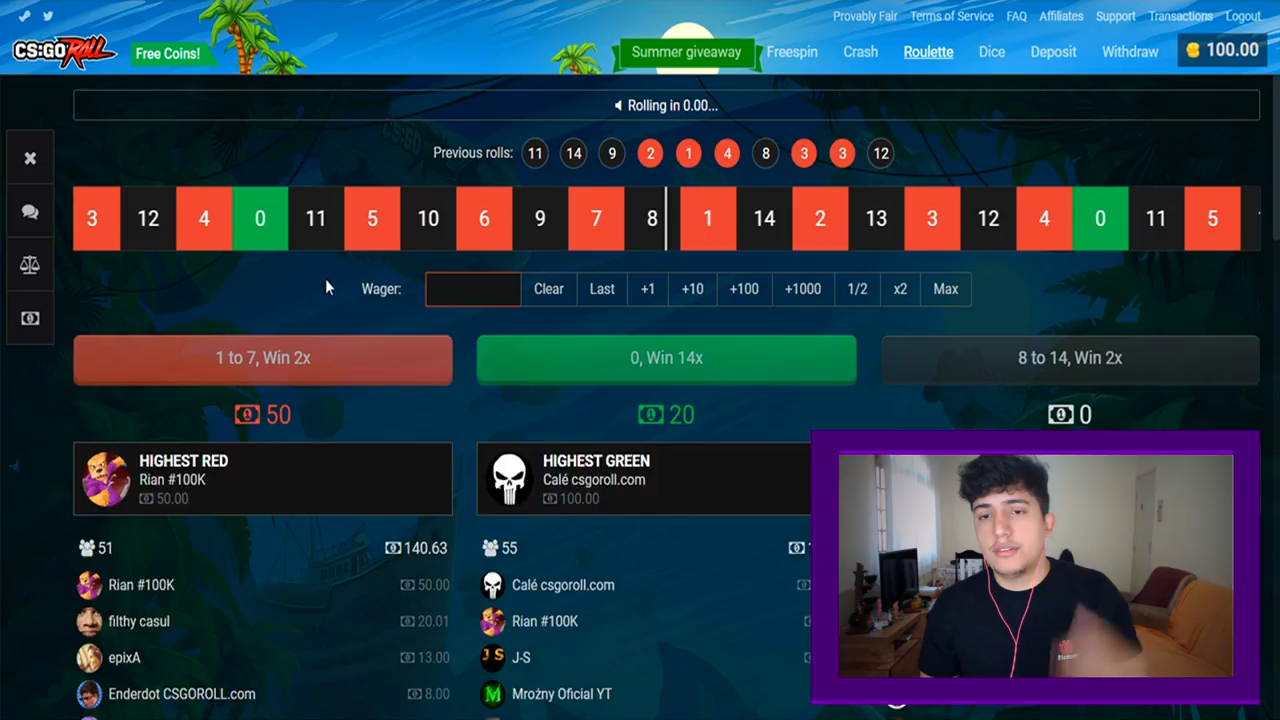 Provably Fair Terms of Service FAQ Affiliates Support Transactions Logout
CS:GO ROLL Free Coins! Summer giveaway Freespin Crash Roulette Dice Deposit Withdraw 100.00
Rolling in 0.00...
Previous rolls: 11 14 9 2 1 4 8 3 3 12
3 12 4 0 11 5 10 6 9 7 8 1 14 2 13 3 12 4 0 11 5
Wager: Clear Last +1 +10 +100 +1000 1/2 x2 Max
1 to 7, Win 2x 0, Win 14x 8 to 14, Win 2x
50 20 0
HIGHEST RED
Rian #100K
50.00
HIGHEST GREEN
Calé csgoroll.com
100.00
51 140.63
Rian #100K 50.00
filthy casul 20.01
epixA 13.00
Enderdot CSGOROLL.com 8.00
55
Calé csgoroll.com
Rian #100K
J-S
Mrożny Oficial YT